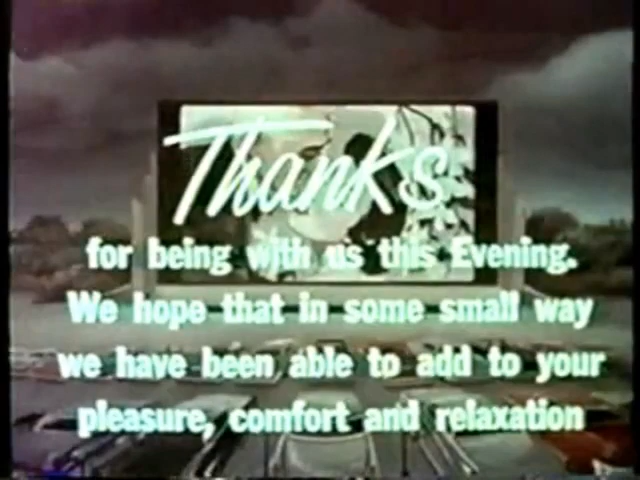 Thanks
for being with us this Evening.
We hope that in some small way
we have been able to add to your
pleasure, comfort and relaxation